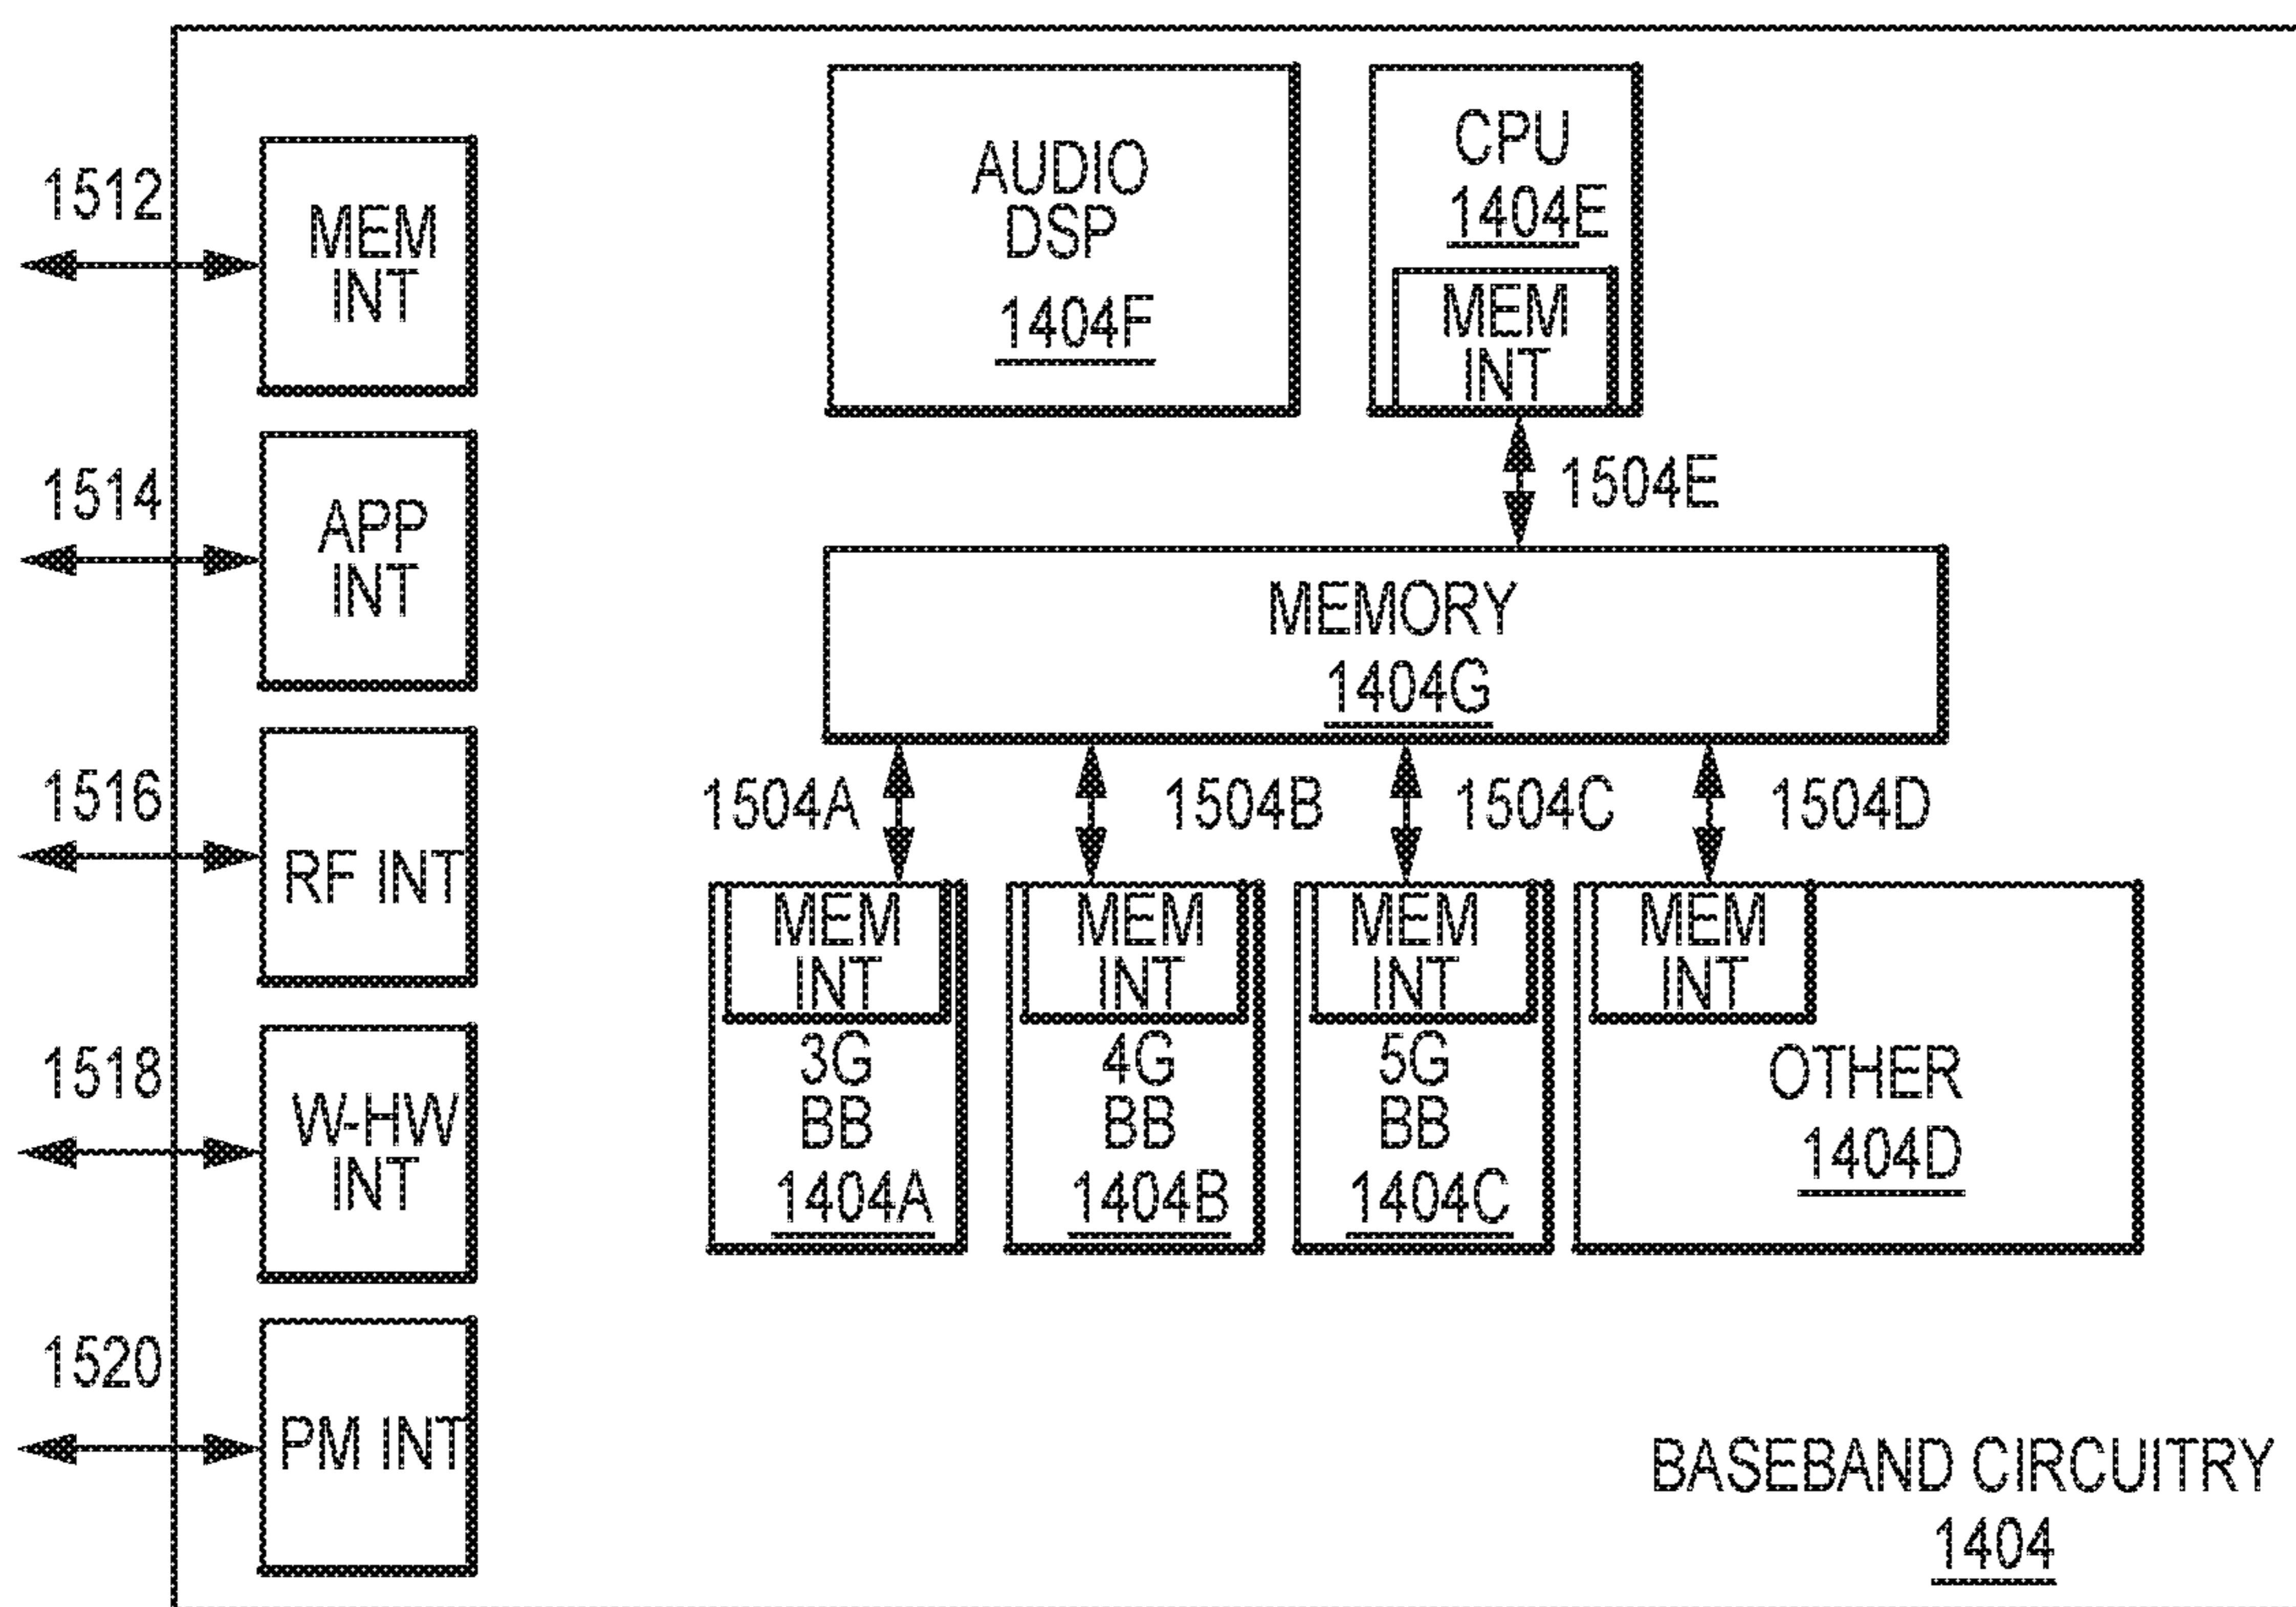 1512
MEM
INT
1514
APP
INT
1516
RF INT
1518
W-HW
INT
1520
PM INT
AUDIO
DSP
1404F
CPU
1404E
MEM
INT
1504E
MEMORY
1404G
1504A
1504B
1504C
1504D
MEM
INT
3G
BB
1404A
MEM
INT
4G
BB
1404B
MEM
INT
5G
BB
1404C
MEM
INT
OTHER
1404D
BASEBAND CIRCUITRY
1404